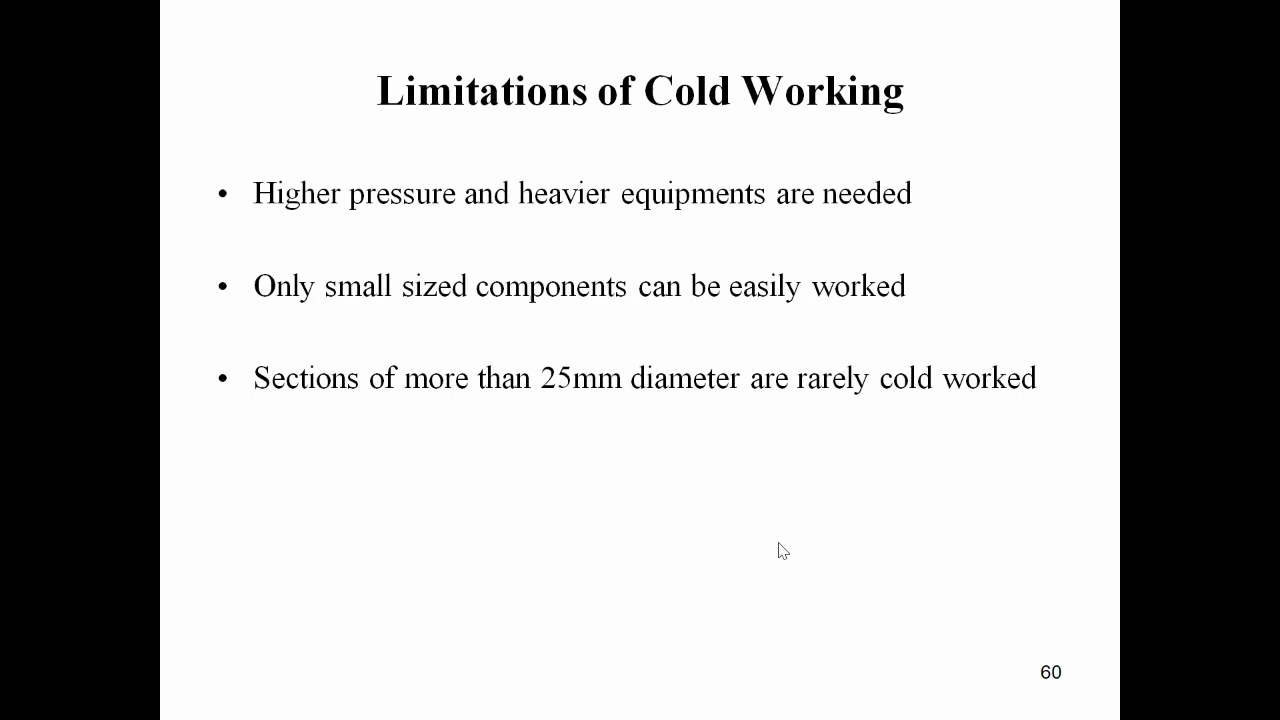 Limitations of Cold Working
• Higher pressure and heavier equipments are needed
• Only small sized components can be easily worked
• Sections of more than 25mm diameter are rarely cold worked
60